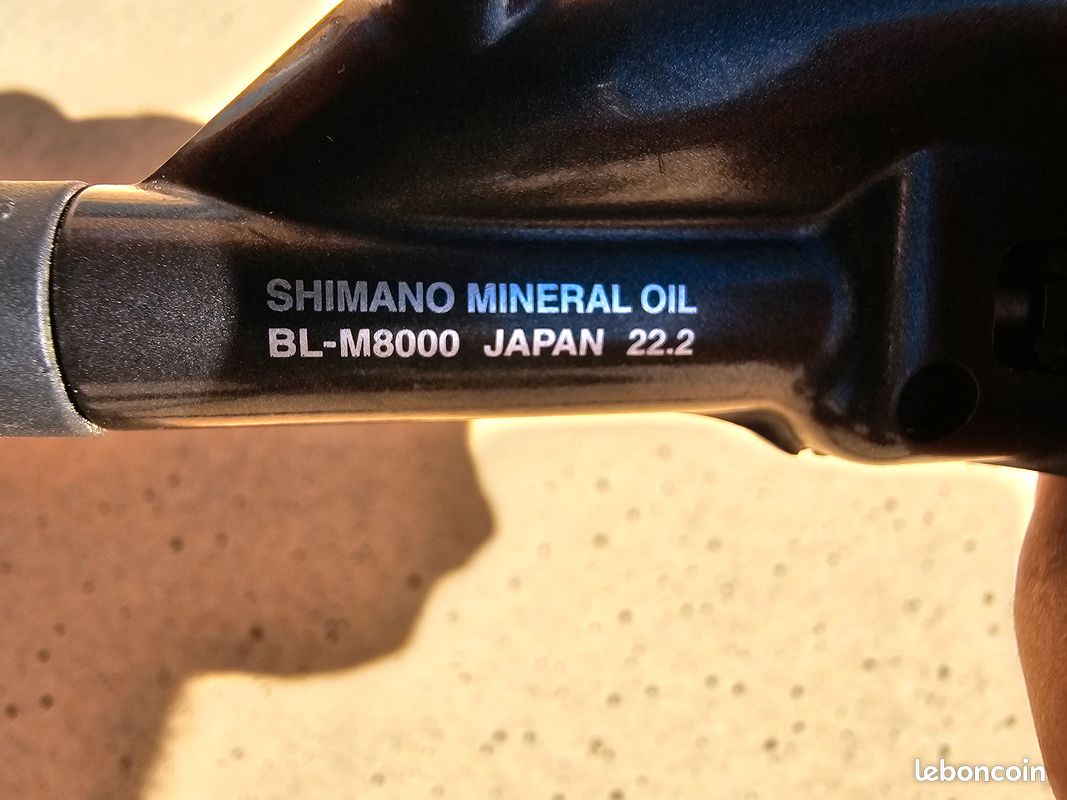 SHIMANO MINERAL OIL
BL-M8000 JAPAN 22.2
leboncoin